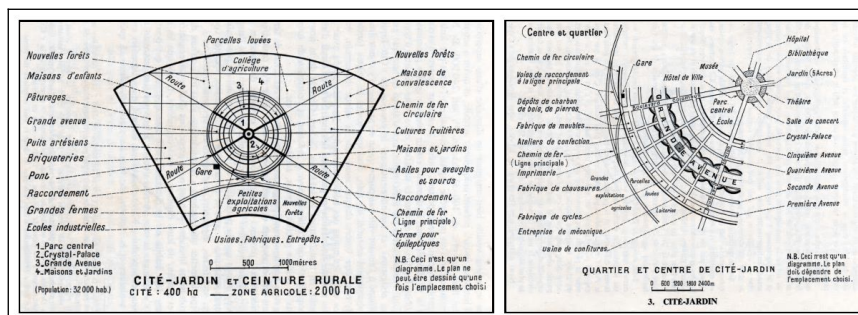 Parcelles louées
Nouvelles forêts
Maisons d'enfants
Pâturages
Grande avenue
Puits artésiens
Briqueteries
Pont
Raccordement
Grandes fermes
Ecoles industrielles
Collège
d'agriculture
Route
Route
Route
Route
3
4
1
2
Gare
Petites
exploitations
agricoles
Nouvelles
forêts
Usines. Fabriques. Entrepôts.
Nouvelles forêts
Maisons de
convalescence
Chemin de fer
circulaire
Cultures fruitières
Maisons et jardins
Asiles pour aveugles
et sourds
Raccordement
Chemin de fer
(Ligne principale)
Ferme pour
épileptiques
1_Parc central
2_Crystal-Palace
3_Grande Avenue
4_Maisons et Jardins
(Population: 32 000 hab.)
0 500 1000 mètres
CITÉ-JARDIN ET CEINTURE RURALE
CITÉ: 400 ha ___ ZONE AGRICOLE: 2000 ha
N.B. Ceci n'est qu'un
diagramme. Le plan ne
peut être dessiné qu'une
fois l'emplacement choisi
(Centre et quartier)
Chemin de fer circulaire
Voies de raccordement
à la ligne principale
Dépôts de charbon
de bois, de pierres
Fabrique de meubles
Ateliers de confection
Chemin de fer
(Ligne principale)
Imprimerie
Fabrique de chaussures
Fabrique de cycles
Entreprise de mécanique
Usine de confitures
Gare
Hôtel de Ville
Musée
Parc
central
École
GRANDE AVENUE
Grandes
exploitations
agricoles
Parcelles
louées
Laiteries
Hôpital
Bibliothèque
Jardin (5 Acres)
Théâtre
Salle de concert
Crystal-Palace
Cinquième Avenue
Quatrième Avenue
Seconde Avenue
Première Avenue
QUARTIER ET CENTRE DE CITÉ-JARDIN
0 600 1200 1800 2400m
N.B. Ceci n'est qu'un
diagramme. Le plan
doit dépendre de
l'emplacement choisi.
3. CITÉ-JARDIN